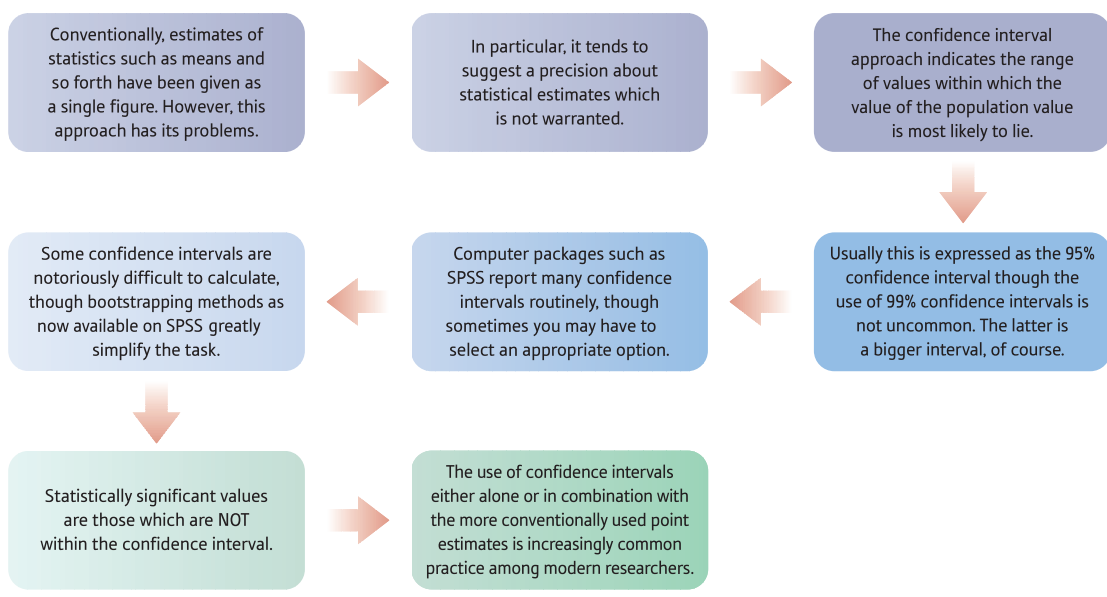 Conventionally, estimates of
statistics such as means and
so forth have been given as
a single figure. However, this
approach has its problems.
In particular, it tends to
suggest a precision about
statistical estimates which
is not warranted.
The confidence interval
approach indicates the range
of values within which the
value of the population value
is most likely to lie.
Usually this is expressed as the 95%
confidence interval though the
use of 99% confidence intervals is
not uncommon. The latter is
a bigger interval, of course.
Computer packages such as
SPSS report many confidence
intervals routinely, though
sometimes you may have to
select an appropriate option.
Some confidence intervals are
notoriously difficult to calculate,
though bootstrapping methods as
now available on SPSS greatly
simplify the task.
Statistically significant values
are those which are NOT
within the confidence interval.
The use of confidence intervals
either alone or in combination with
the more conventionally used point
estimates is increasingly common
practice among modern researchers.